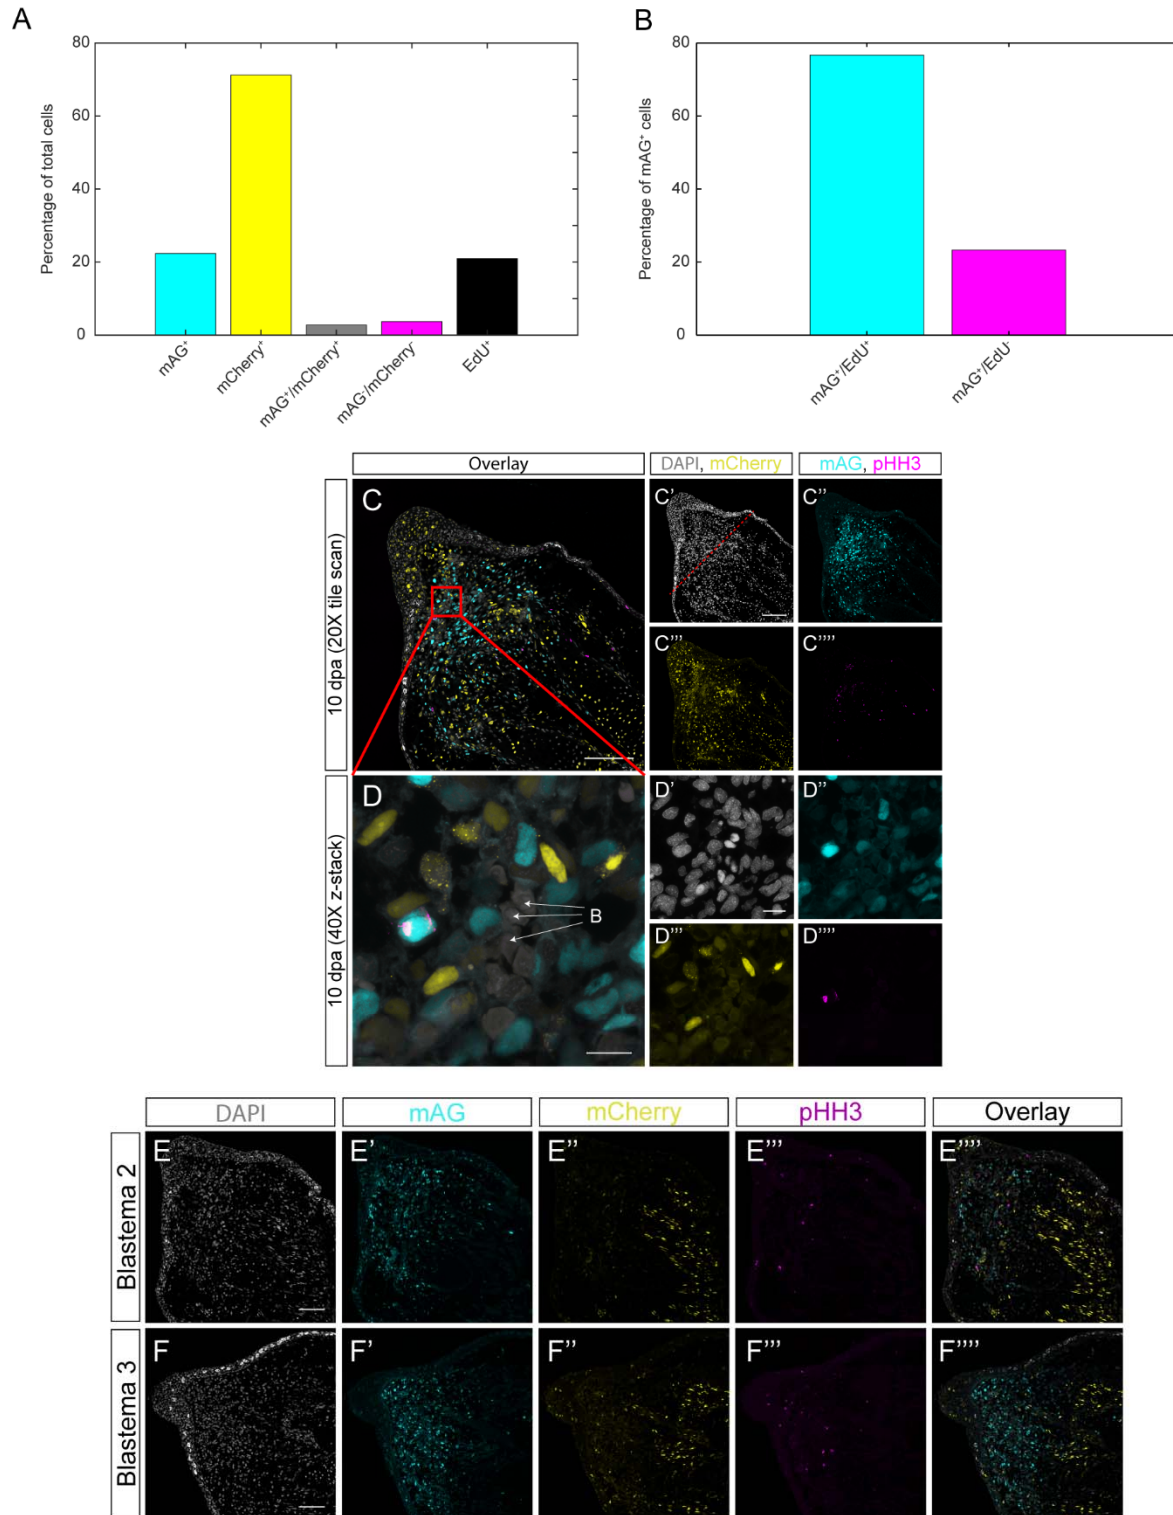 A
80
60
40
20
0
Percentage of total cells
mAG⁺
mCherry⁺
mAG⁺/mCherry⁺
mAG⁻/mCherry⁻
EdU⁺
B
80
60
40
20
0
Percentage of mAG⁺ cells
mAG⁺/EdU⁺
mAG⁺/EdU⁻
Overlay
DAPI, mCherry
mAG, pHH3
10 dpa (20X tile scan)
C
C'
C''
C'''
C''''
10 dpa (40X z-stack)
D
B
D'
D''
D'''
D''''
DAPI
mAG
mCherry
pHH3
Overlay
Blastema 2
E
E'
E''
E'''
E''''
Blastema 3
F
F'
F''
F'''
F''''